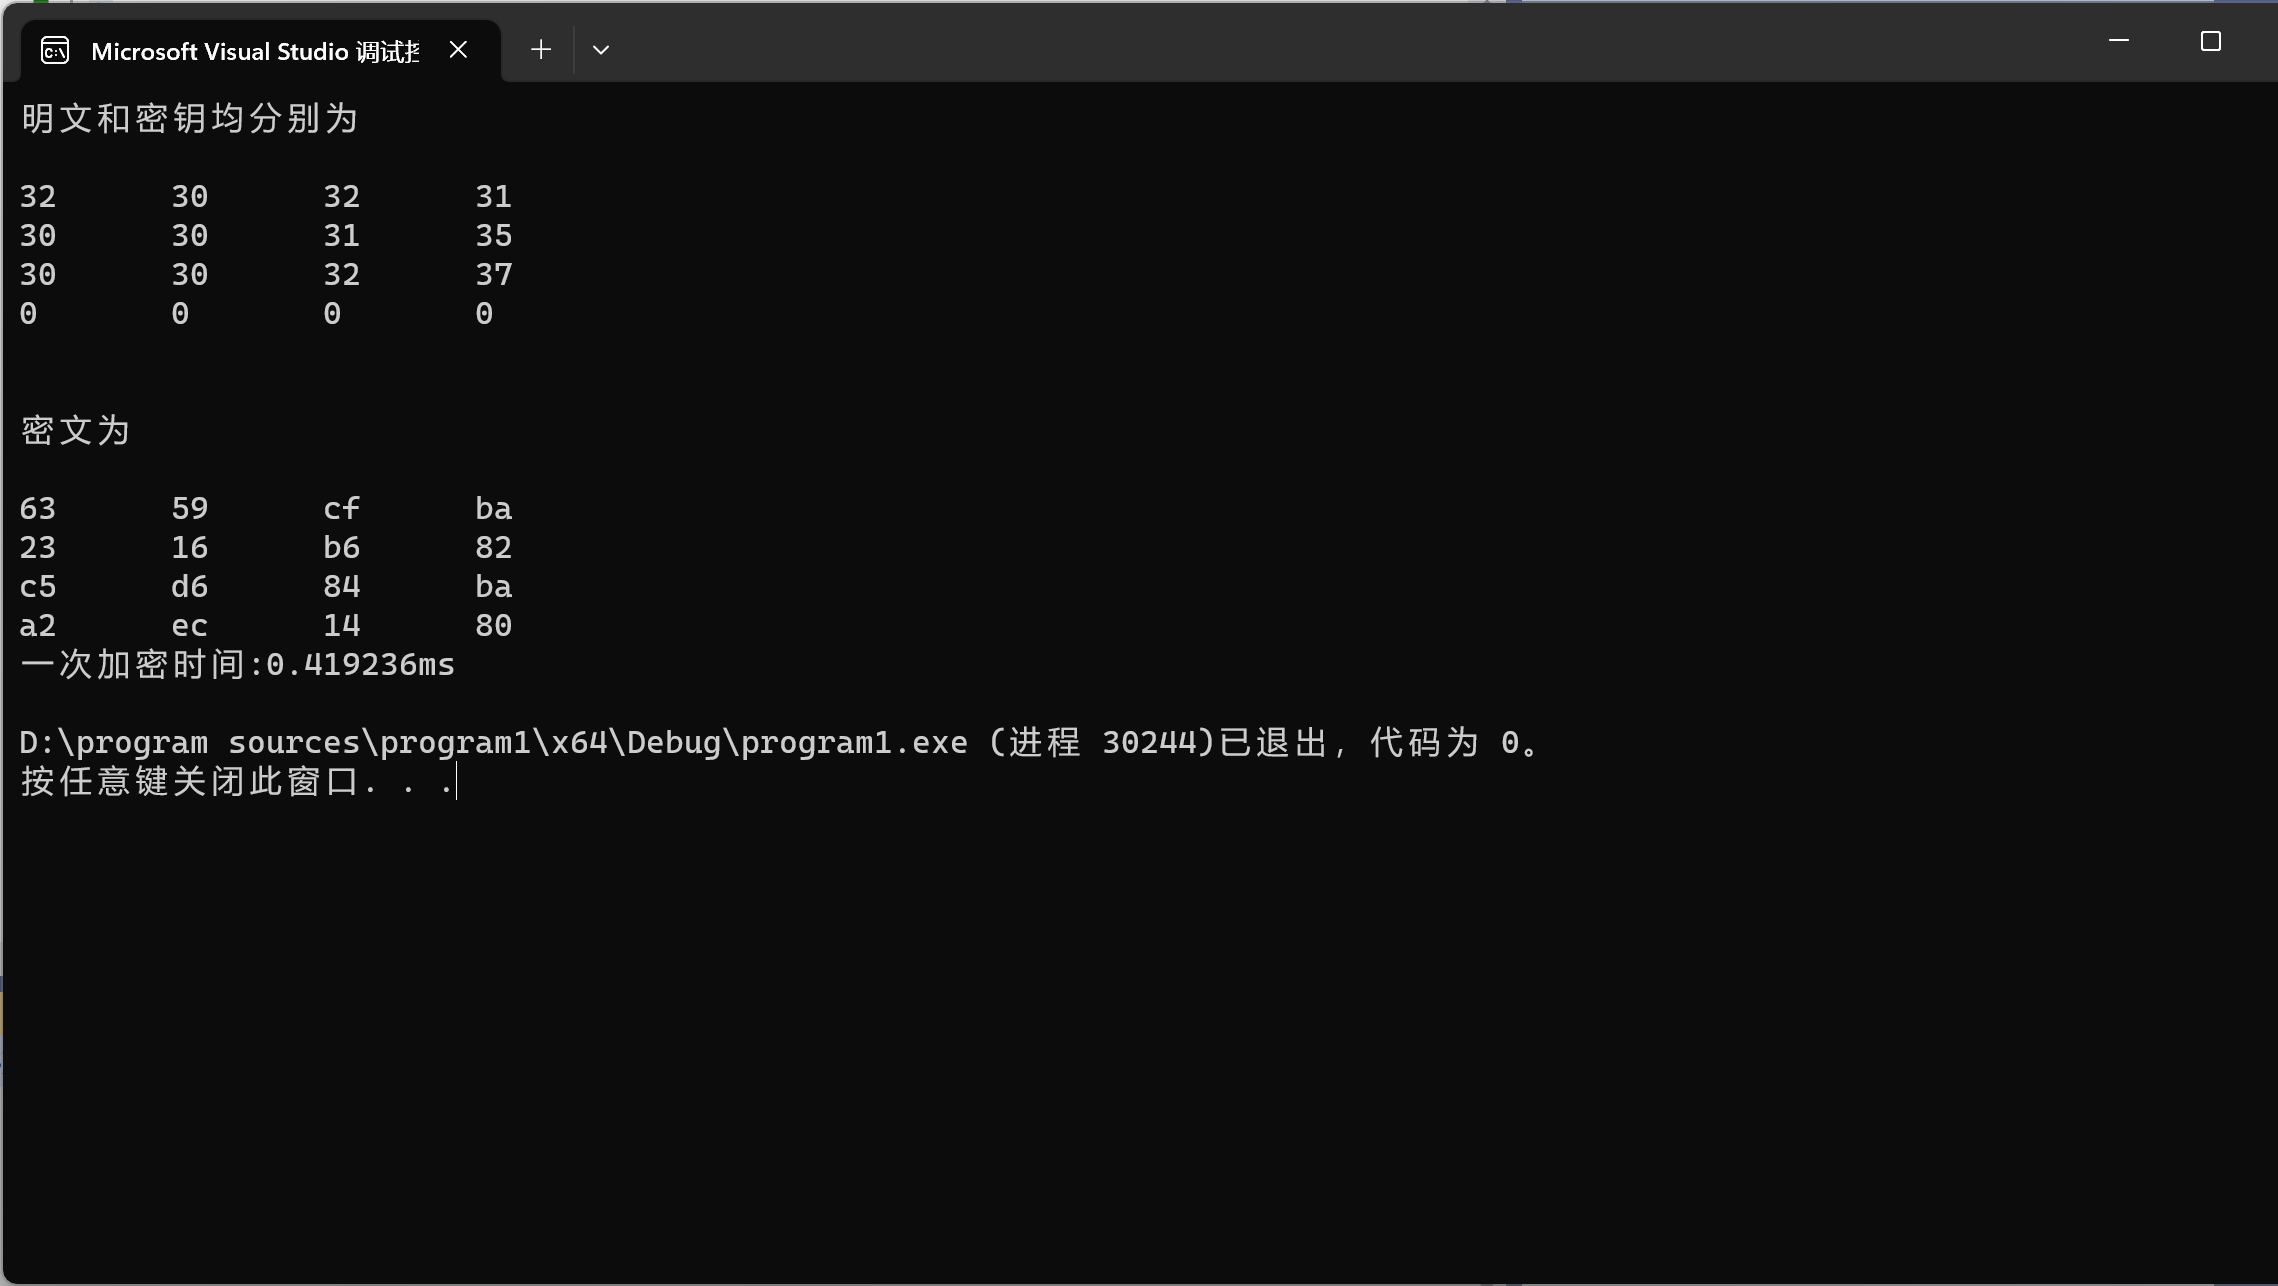 Microsoft Visual Studio 调试
明文和密钥均分别为
32 30 32 31
30 30 31 35
30 30 32 37
0 0 0 0
密文为
63 59 cf ba
23 16 b6 82
c5 d6 84 ba
a2 ec 14 80
一次加密时间:0.419236ms
D:\program sources\program1\x64\Debug\program1.exe (进程 30244)已退出，代码为 0。
按任意键关闭此窗口. . .